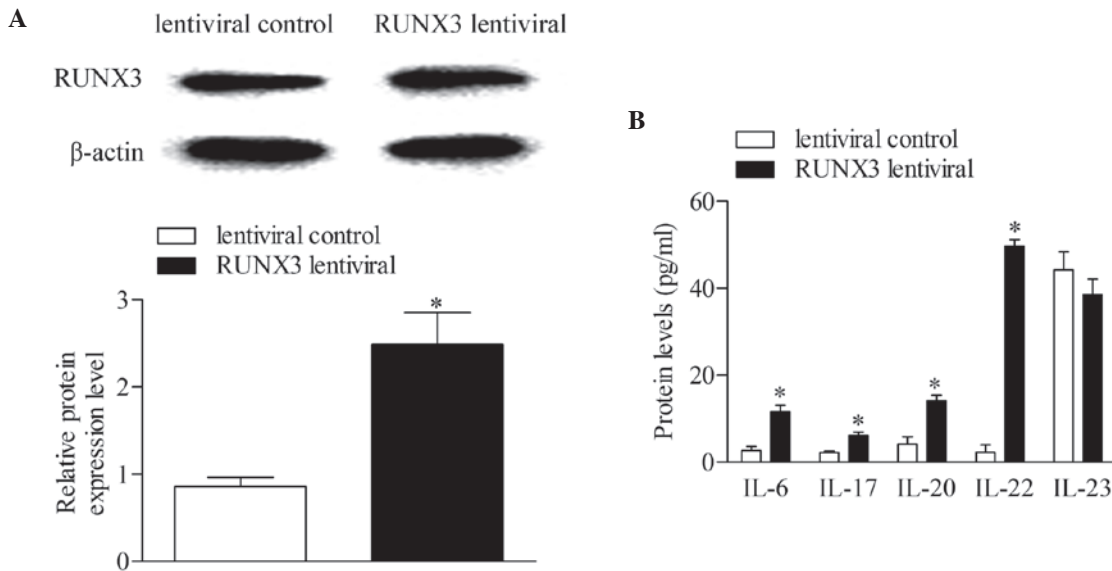 A
lentiviral control RUNX3 lentiviral
RUNX3
β-actin
lentiviral control
RUNX3 lentiviral
Relative protein
expression level
3
2
1
0
*
B
lentiviral control
RUNX3 lentiviral
Protein levels (pg/ml)
60
40
20
0
* * * *
IL-6 IL-17 IL-20 IL-22 IL-23